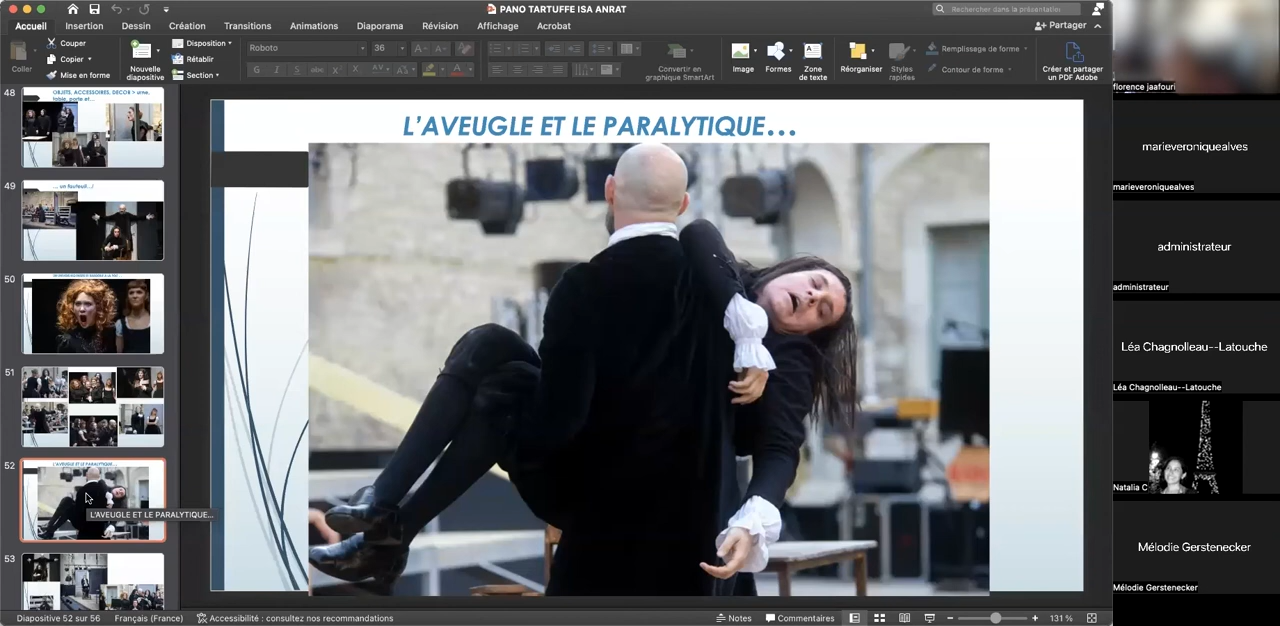 PANO TARTUFFE ISA ANRAT
Rechercher dans la présentation
Accueil Insertion Dessin Création Transitions Animations Diaporama Révision Affichage Acrobat
Partager
Coller
Couper
Copier
Mise en forme
Nouvelle
diapositive
Disposition
Rétablir
Section
Roboto 36
G I S abc X² X AV
Convertir en
graphique SmartArt
Image
Formes
Zone
de texte
Réorganiser
Styles
rapides
Remplissage de forme
Contour de forme
Créer et partager
un PDF Adobe
48
OBJETS, ACCESSOIRES, DECOR > urne,
table, porte et…
49
... un fauteuil…/
50
51
52
L'AVEUGLE ET LE PARALYTIQUE…
L'AVEUGLE ET LE PARALYTIQUE...
53
L'AVEUGLE ET LE PARALYTIQUE…
Diapositive 52 sur 56 Français (France) Accessibilité : consultez nos recommandations
Notes Commentaires 131 %
florence jaafouri
marieveroniquealves
marieveroniquealves
administrateur
administrateur
Léa Chagnolleau--Latouche
Léa Chagnolleau--Latouche
Natalia C
Mélodie Gerstenecker
Mélodie Gerstenecker